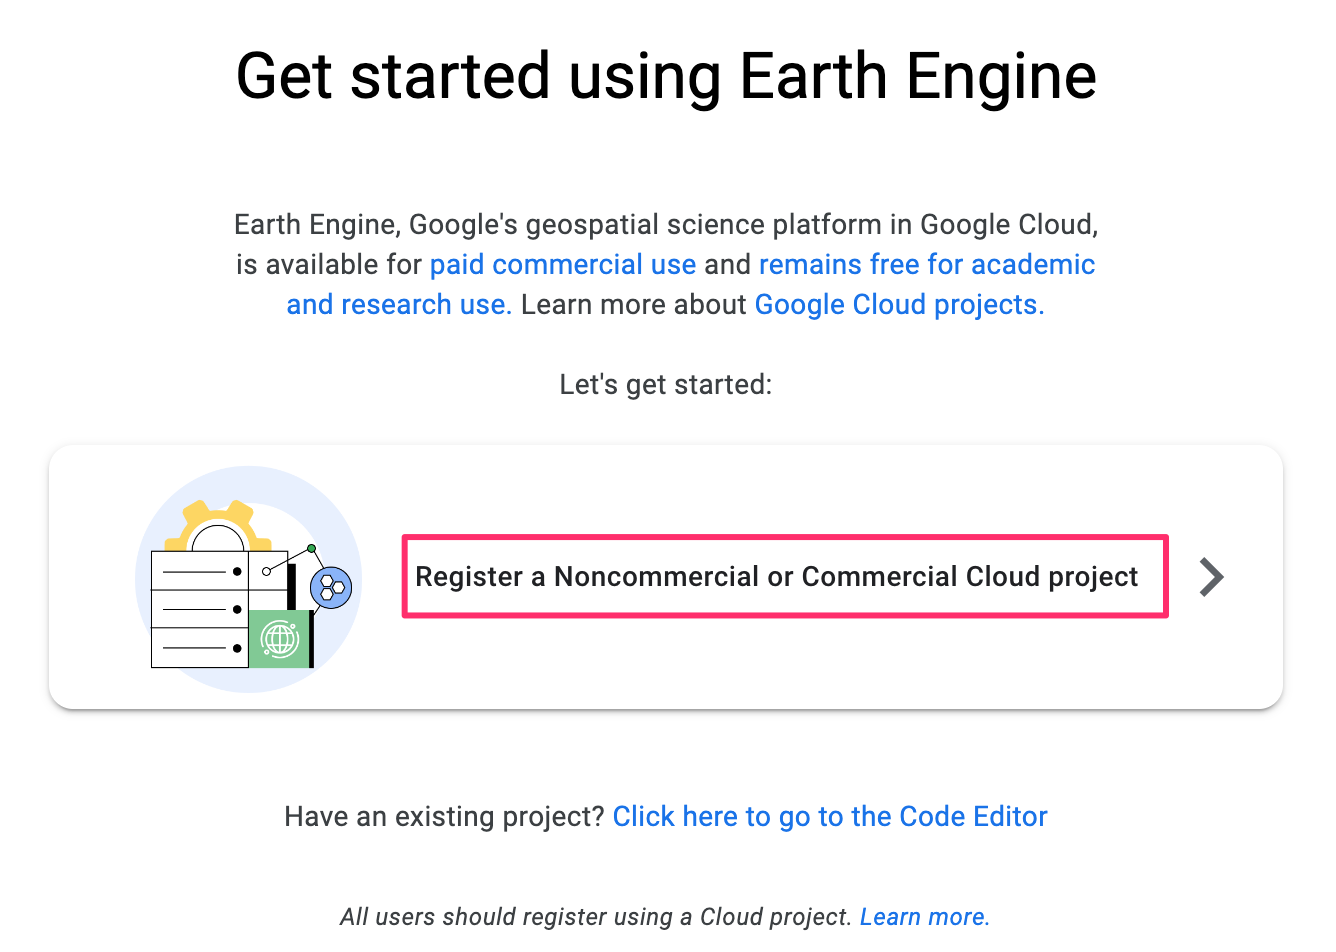 Get started using Earth Engine
Earth Engine, Google's geospatial science platform in Google Cloud,
is available for paid commercial use and remains free for academic
and research use. Learn more about Google Cloud projects.
Let's get started:
Register a Noncommercial or Commercial Cloud project
Have an existing project? Click here to go to the Code Editor
All users should register using a Cloud project. Learn more.